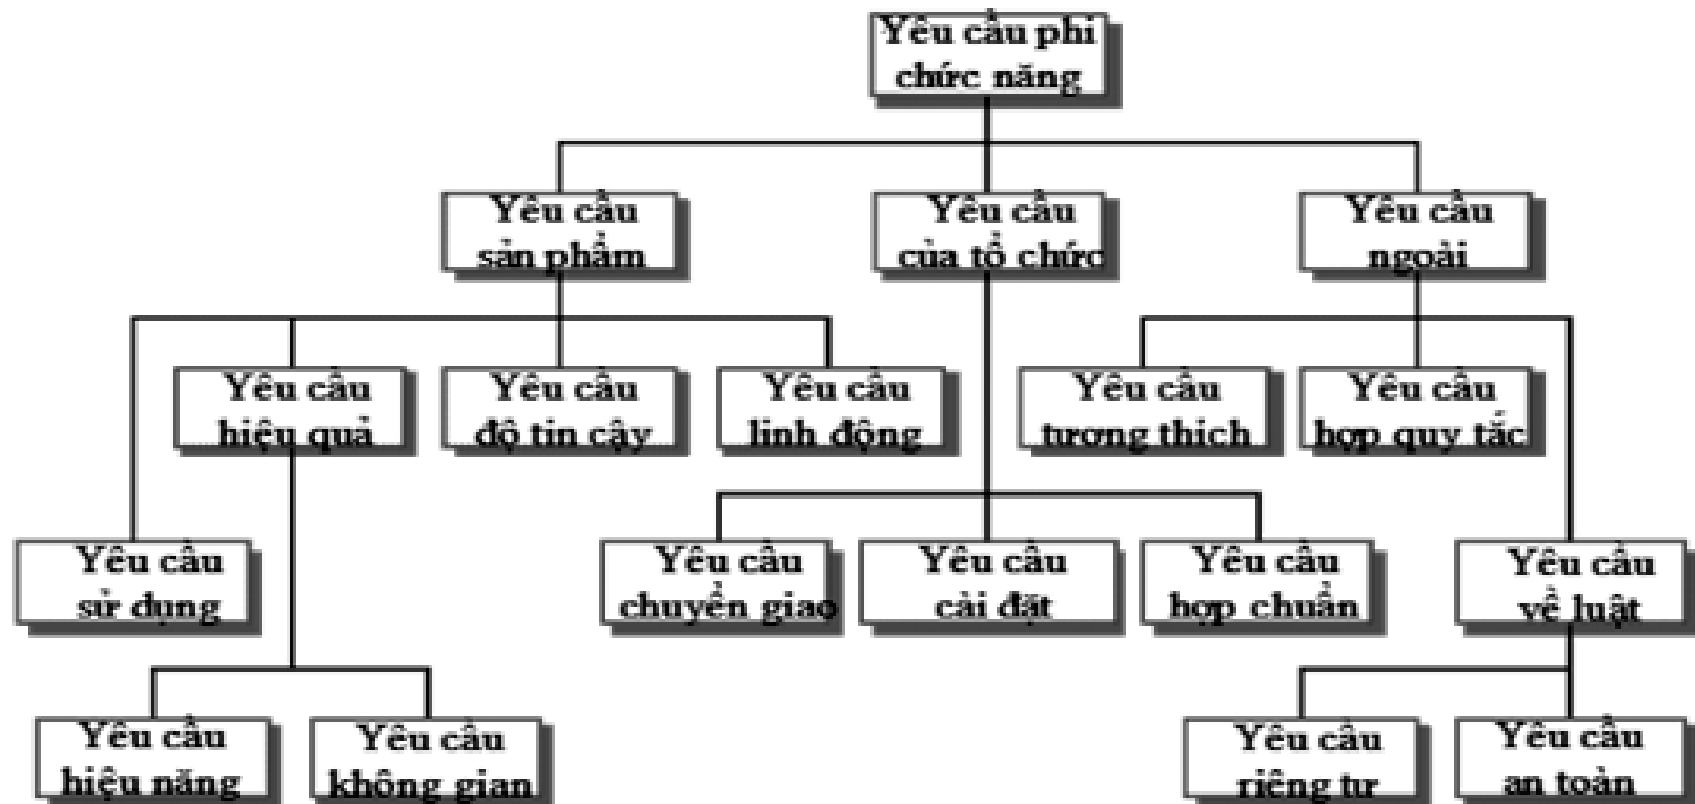 Yêu cầu phi
chức năng
Yêu cầu
sản phẩm
Yêu cầu
của tổ chức
Yêu cầu
ngoài
Yêu cầu
hiệu quả
Yêu cầu
độ tin cậy
Yêu cầu
linh động
Yêu cầu
tương thích
Yêu cầu
hợp quy tắc
Yêu cầu
sử dụng
Yêu cầu
chuyển giao
Yêu cầu
cài đặt
Yêu cầu
hợp chuẩn
Yêu cầu
về luật
Yêu cầu
hiệu năng
Yêu cầu
không gian
Yêu cầu
riêng tư
Yêu cầu
an toàn